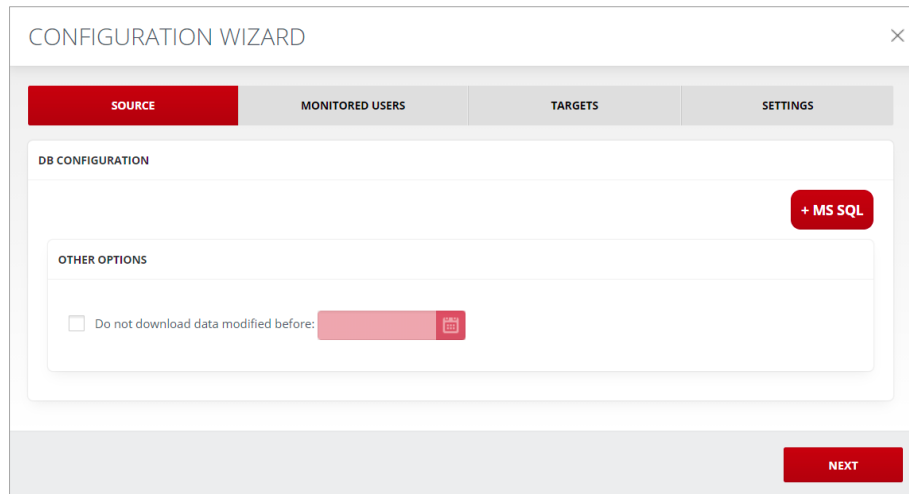 CONFIGURATION WIZARD
SOURCE
MONITORED USERS
TARGETS
SETTINGS
DB CONFIGURATION
+ MS SQL
OTHER OPTIONS
Do not download data modified before:
NEXT